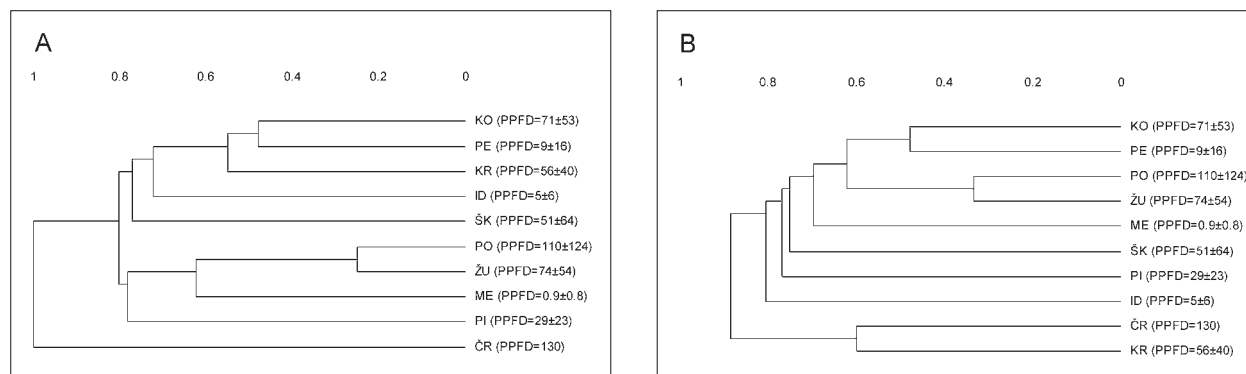 A
1 0.8 0.6 0.4 0.2 0
KO (PPFD=71±53)
PE (PPFD=9±16)
KR (PPFD=56±40)
ID (PPFD=5±6)
ŠK (PPFD=51±64)
PO (PPFD=110±124)
ŽU (PPFD=74±54)
ME (PPFD=0.9±0.8)
PI (PPFD=29±23)
ČR (PPFD=130)
B
1 0.8 0.6 0.4 0.2 0
KO (PPFD=71±53)
PE (PPFD=9±16)
PO (PPFD=110±124)
ŽU (PPFD=74±54)
ME (PPFD=0.9±0.8)
ŠK (PPFD=51±64)
PI (PPFD=29±23)
ID (PPFD=5±6)
ČR (PPFD=130)
KR (PPFD=56±40)